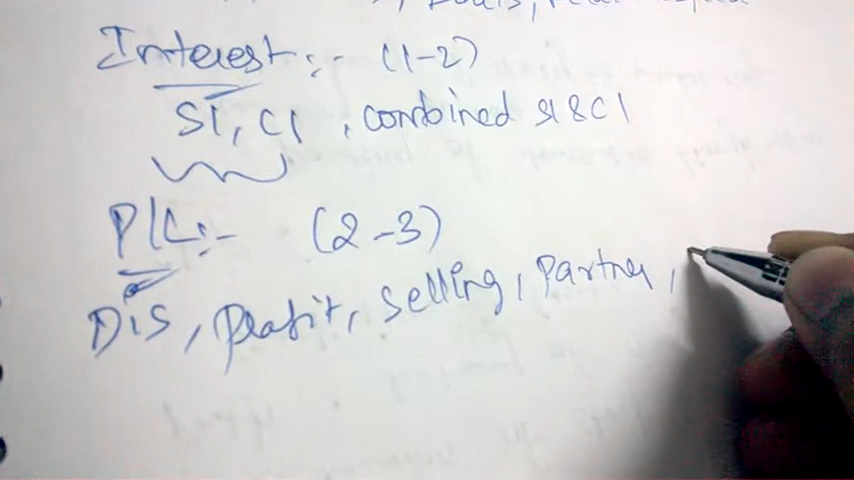 Interest :- (1-2)
SI, CI, combined SI & CI
P/L :- (2-3)
Dis, Profit, Selling, Partner,